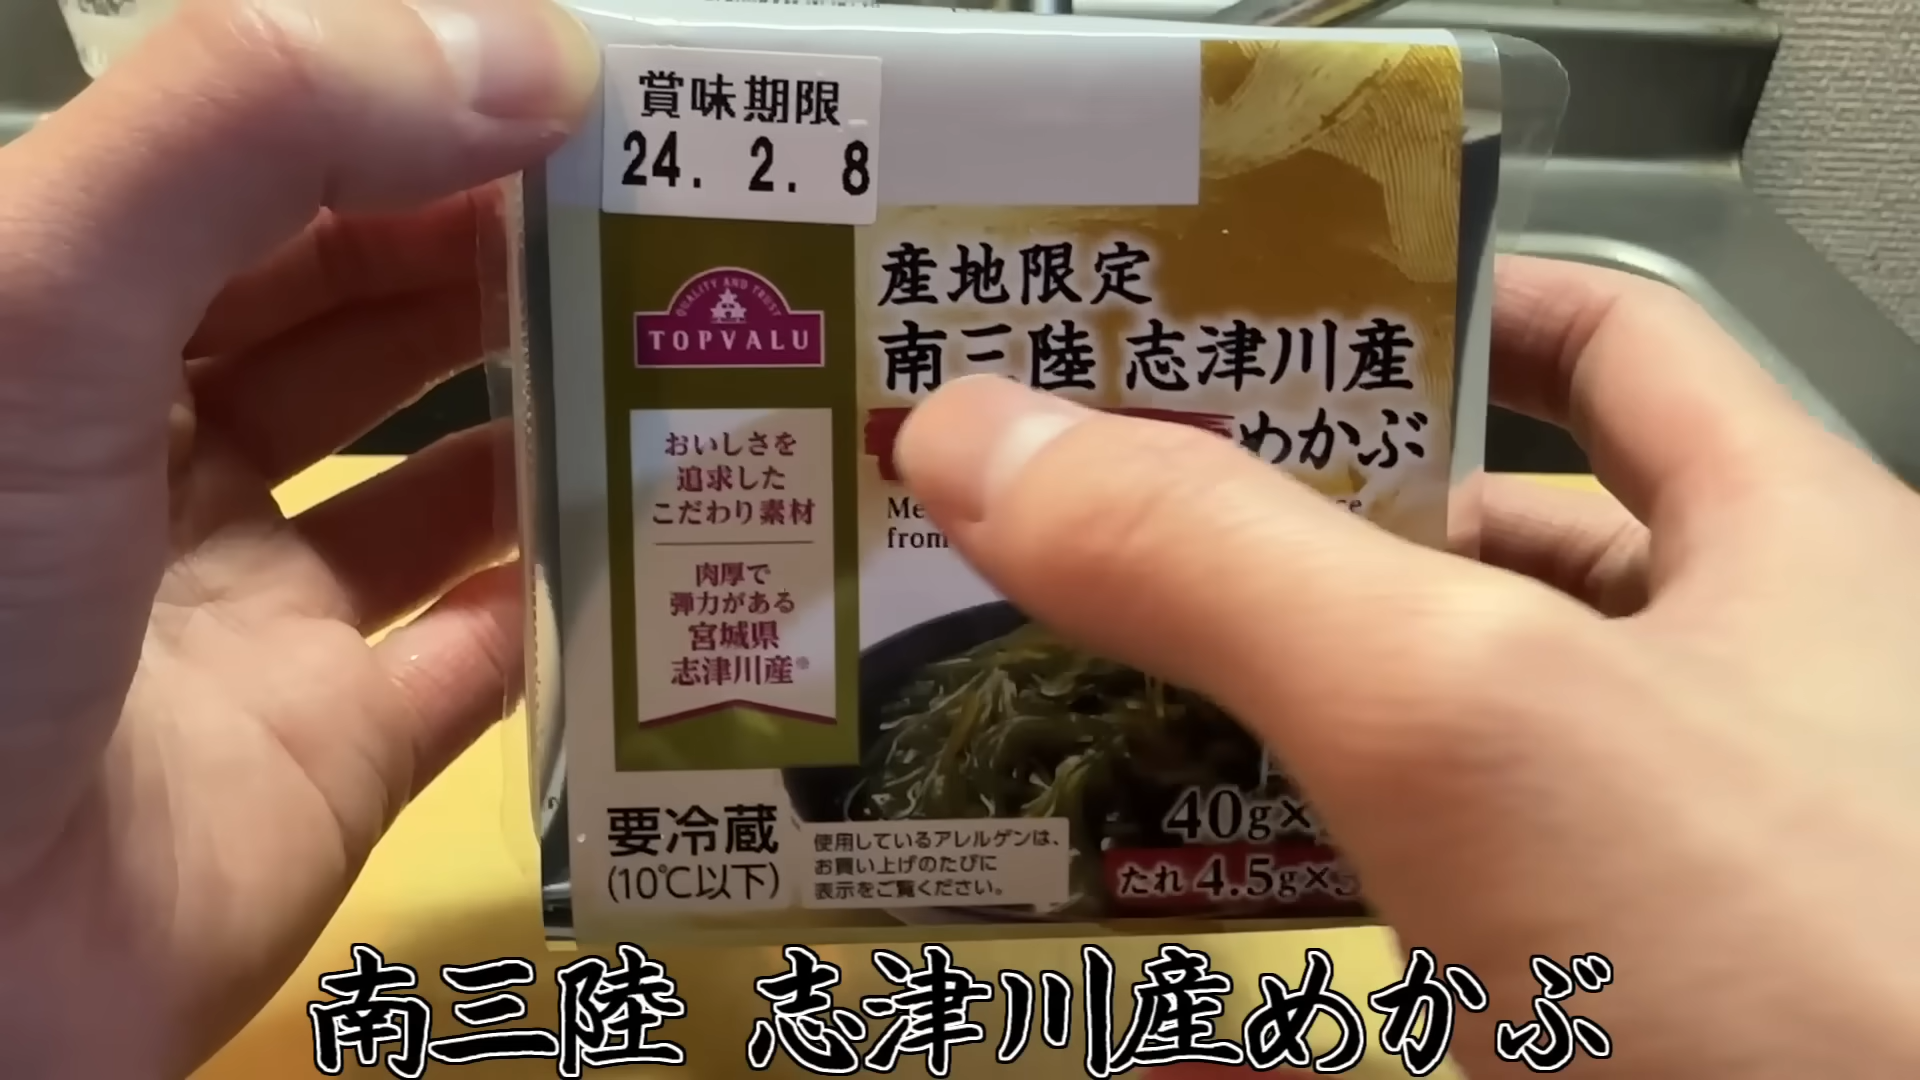 賞味期限
24. 2. 8
QUALITY AND TRUST
TOPVALU
産地限定
南三陸 志津川産
めかぶ
from
おいしさを
追求した
こだわり素材
肉厚で
弾力がある
宮城県
志津川産※
要冷蔵
(10℃以下)
使用しているアレルゲンは、
お買い上げのたびに
表示をご覧ください。
40g×
たれ 4.5g×
南三陸 志津川産めかぶ